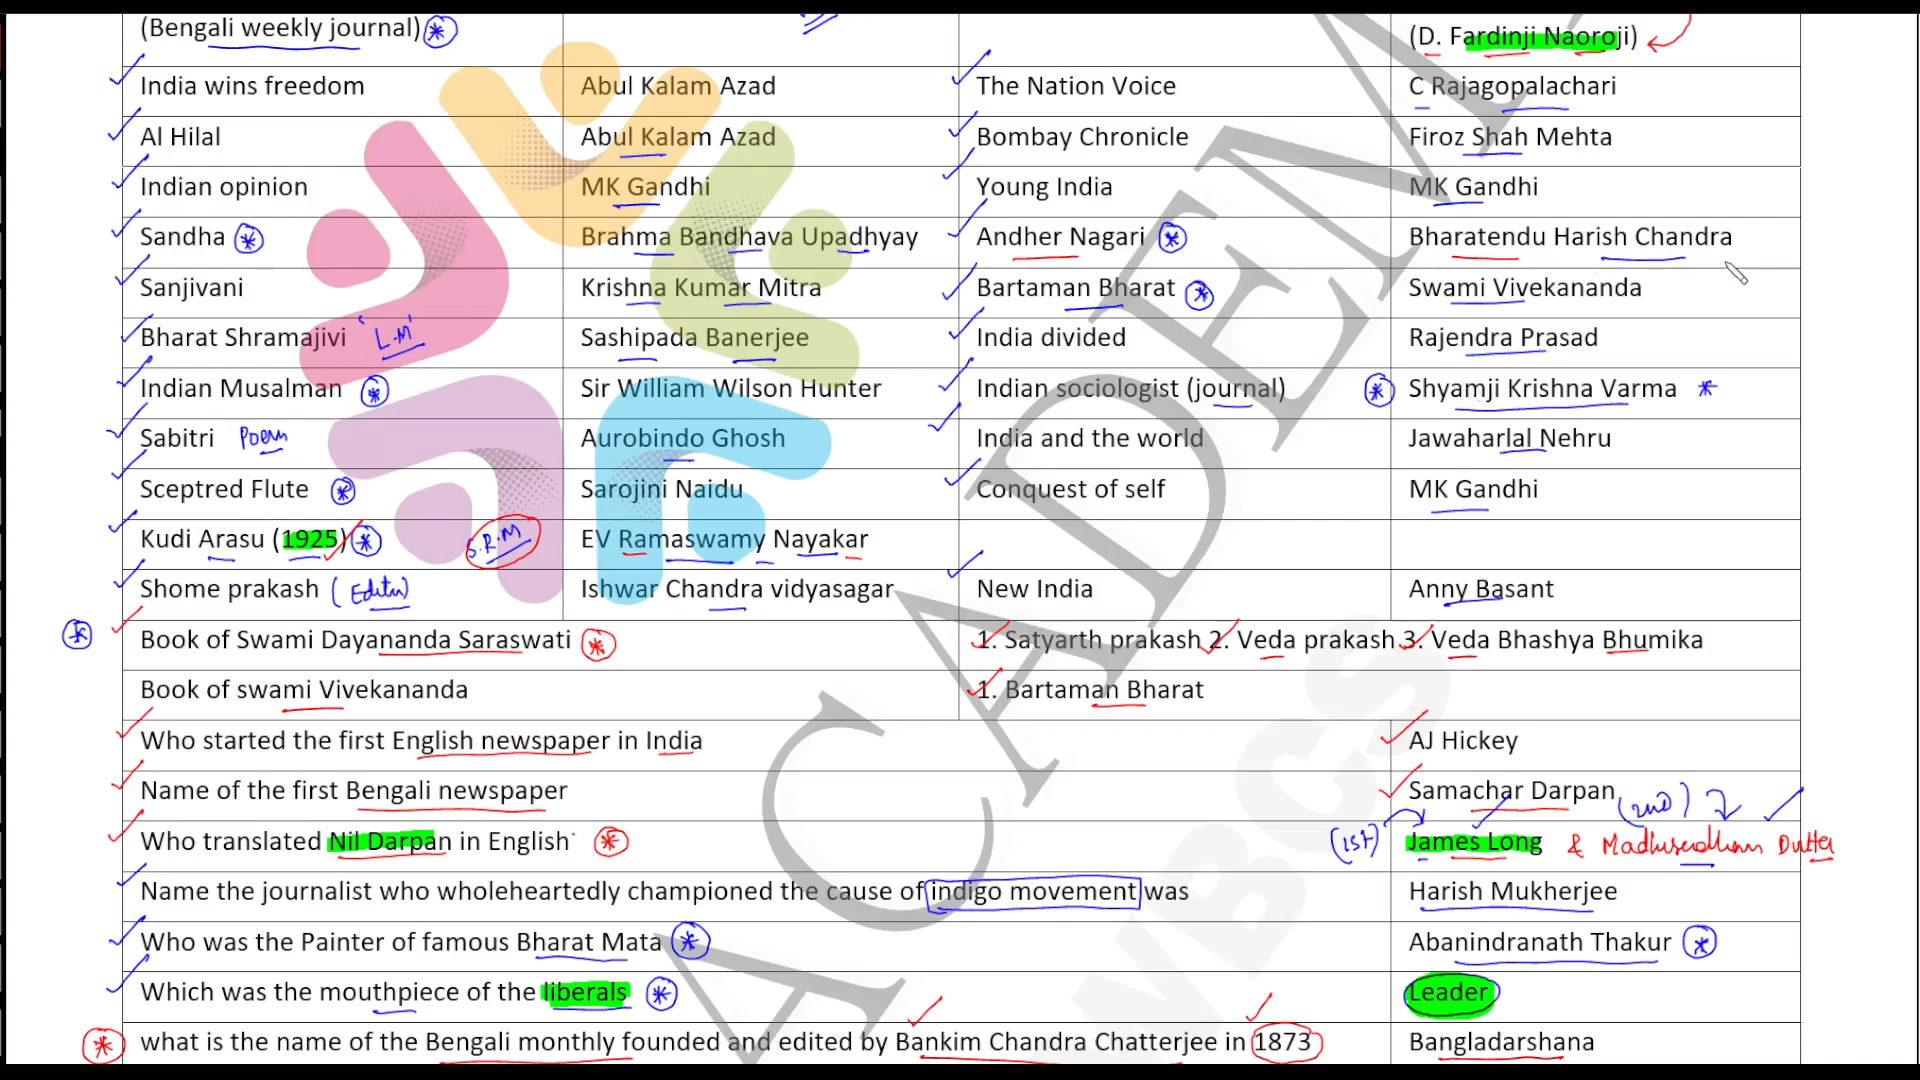 (Bengali weekly journal) (D. Fardinji Naoroji)
India wins freedom Abul Kalam Azad The Nation Voice C Rajagopalachari
Al Hilal Abul Kalam Azad Bombay Chronicle Firoz Shah Mehta
Indian opinion MK Gandhi Young India MK Gandhi
Sandha Brahma Bandhava Upadhyay Andher Nagari Bharatendu Harish Chandra
Sanjivani Krishna Kumar Mitra Bartaman Bharat Swami Vivekananda
Bharat Shramajivi 'L.M' Sashipada Banerjee India divided Rajendra Prasad
Indian Musalman Sir William Wilson Hunter Indian sociologist (journal) Shyamji Krishna Varma
Sabitri Poem Aurobindo Ghosh India and the world Jawaharlal Nehru
Sceptred Flute Sarojini Naidu Conquest of self MK Gandhi
Kudi Arasu (1925) S.R.M EV Ramaswamy Nayakar
Shome prakash (Editor) Ishwar Chandra vidyasagar New India Anny Basant
Book of Swami Dayananda Saraswati 1. Satyarth prakash 2. Veda prakash 3. Veda Bhashya Bhumika
Book of swami Vivekananda 1. Bartaman Bharat
Who started the first English newspaper in India AJ Hickey
Name of the first Bengali newspaper Samachar Darpan (2nd)
Who translated Nil Darpan in English (1st) James Long & Madhusudhan Dutta
Name the journalist who wholeheartedly championed the cause of indigo movement was Harish Mukherjee
Who was the Painter of famous Bharat Mata Abanindranath Thakur
Which was the mouthpiece of the liberals Leader
what is the name of the Bengali monthly founded and edited by Bankim Chandra Chatterjee in 1873 Bangladarshana
ACADEM
WBCS